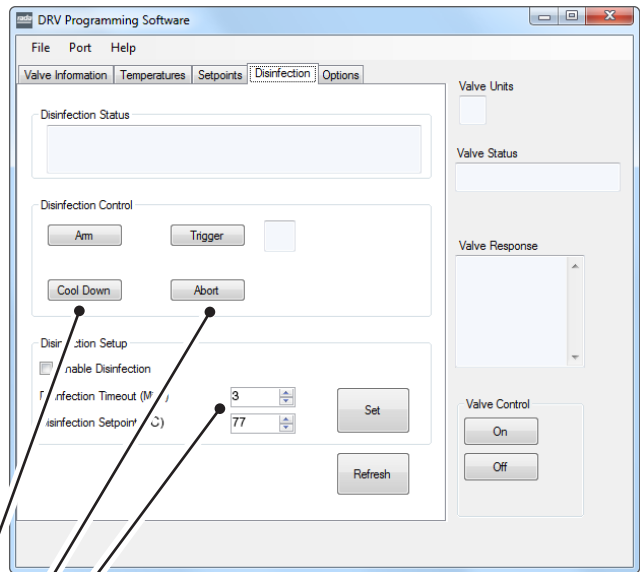 rada DRV Programming Software
File Port Help
Valve Information Temperatures Setpoints Disinfection Options
Valve Units
Disinfection Status
Valve Status
Disinfection Control
Arm Trigger
Valve Response
Cool Down Abort
Disinfection Setup
Enable Disinfection
Disinfection Timeout 3
Set
Disinfection Setpoint 77
Valve Control
On
Refresh
Off